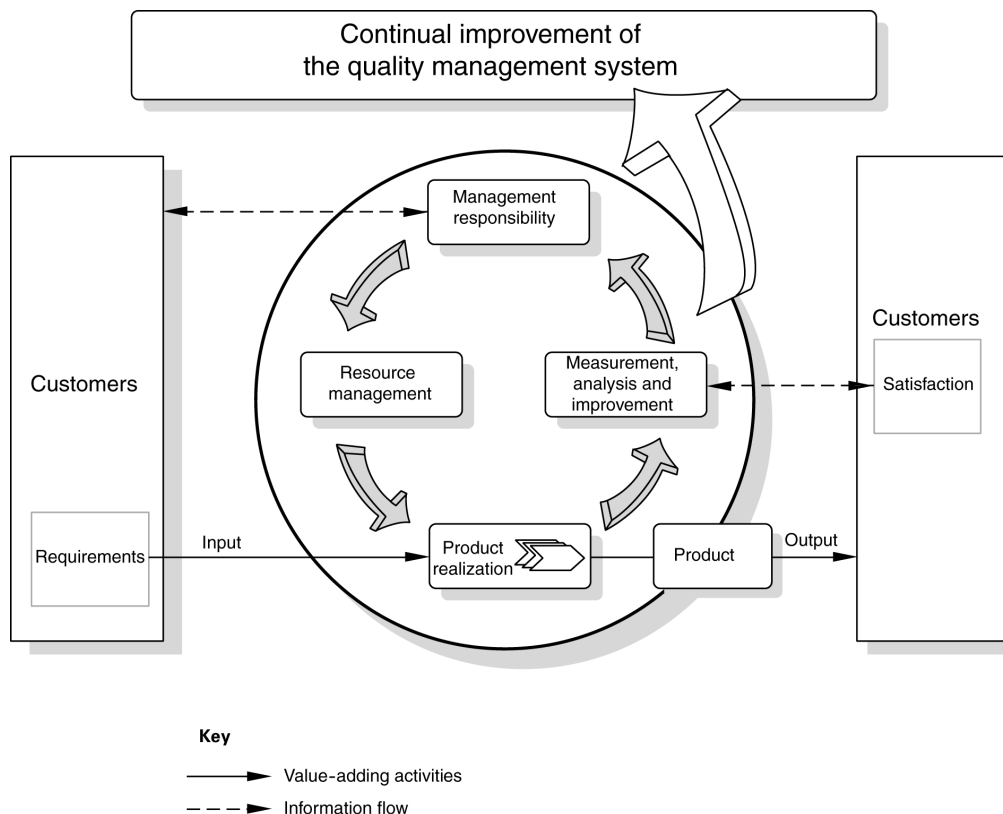 Continual improvement of
the quality management system
Management
responsibility
Customers
Resource
management
Measurement,
analysis and
improvement
Customers
Satisfaction
Requirements
Input
Product
realization
Product
Output
Key
Value-adding activities
Information flow